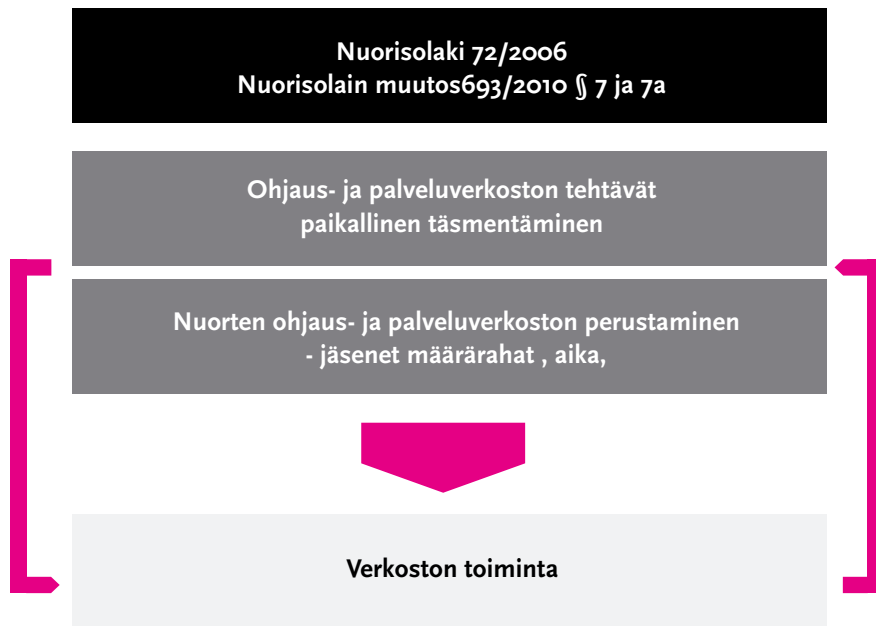 Nuorisolaki 72/2006
Nuorisolain muutos693/2010 § 7 ja 7a
Ohjaus- ja palveluverkoston tehtävät
paikallinen täsmentäminen
Nuorten ohjaus- ja palveluverkoston perustaminen
- jäsenet määrärahat , aika,
Verkoston toiminta